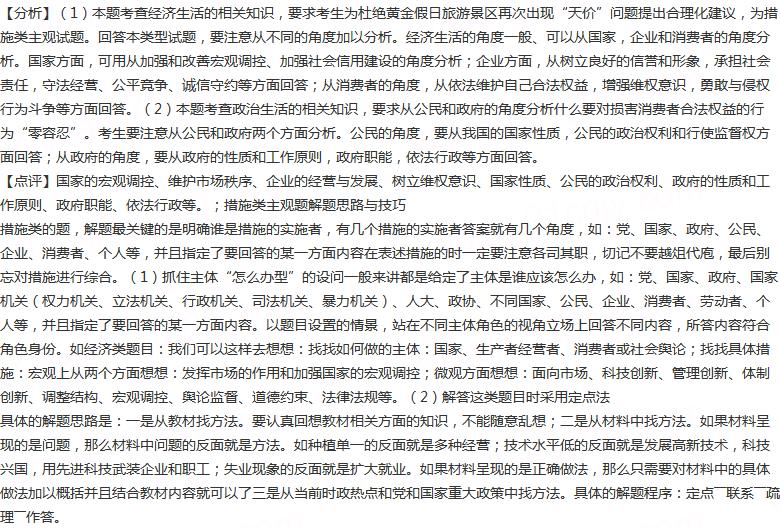 【分析】（1）本题考查经济生活的相关知识，要求考生为杜绝黄金假日旅游景区再次出现“天价”问题提出合理化建议，为措
施类主观试题。回答本类型试题，要注意从不同的角度加以分析。经济生活的角度一般、可以从国家，企业和消费者的角度分
析。国家方面，可用从加强和改善宏观调控、加强社会信用建设的角度分析；企业方面，从树立良好的信誉和形象，承担社会
责任，守法经营、公平竞争、诚信守约等方面回答；从消费者的角度，从依法维护自己合法权益，增强维权意识，勇敢与侵权
行为斗争等方面回答。（2）本题考查政治生活的相关知识，要求从公民和政府的角度分析什么要对损害消费者合法权益的行
为“零容忍”。考生要注意从公民和政府两个方面分析。公民的角度，要从我国的国家性质，公民的政治权利和行使监督权方
面回答；从政府的角度，要从政府的性质和工作原则，政府职能，依法行政等方面回答。
【点评】国家的宏观调控、维护市场秩序、企业的经营与发展、树立维权意识、国家性质、公民的政治权利、政府的性质和工
作原则、政府职能、依法行政等。；措施类主观题解题思路与技巧
措施类的题，解题最关键的是明确谁是措施的实施者，有几个措施的实施者答案就有几个角度，如：党、国家、政府、公民、
企业、消费者、个人等，并且指定了要回答的某一方面内容在表述措施的时一定要注意各司其职，切记不要越俎代庖，最后别
忘对措施进行综合。（1）抓住主体“怎么办型”的设问一般来讲都是给定了主体是谁应该怎么办，如：党、国家、政府、国家
机关（权力机关、立法机关、行政机关、司法机关、暴力机关）、人大、政协、不同国家、公民、企业、消费者、劳动者、个
人等，并且指定了要回答的某一方面内容。以题目设置的情景，站在不同主体角色的视角立场上回答不同内容，所答内容符合
角色身份。如经济类题目：我们可以这样去想想：找找如何做的主体：国家、生产者经营者、消费者或社会舆论；找找具体措
施：宏观上从两个方面想想：发挥市场的作用和加强国家的宏观调控；微观方面想想：面向市场、科技创新、管理创新、体制
创新、调整结构、宏观调控、舆论监督、道德约束、法律法规等。（2）解答这类题目时采用定点法
具体的解题思路是：一是从教材找方法。要认真回想教材相关方面的知识，不能随意乱想；二是从材料中找方法。如果材料呈
现的是问题，那么材料中问题的反面就是方法。如种植单一的反面就是多种经营；技术水平低的反面就是发展高新技术，科技
兴国，用先进科技武装企业和职工；失业现象的反面就是扩大就业。如果材料呈现的是正确做法，那么只需要对材料中的具体
做法加以概括并且结合教材内容就可以了三是从当前时政热点和党和国家重大政策中找方法。具体的解题程序：定点￣联系￣疏
理￣作答。